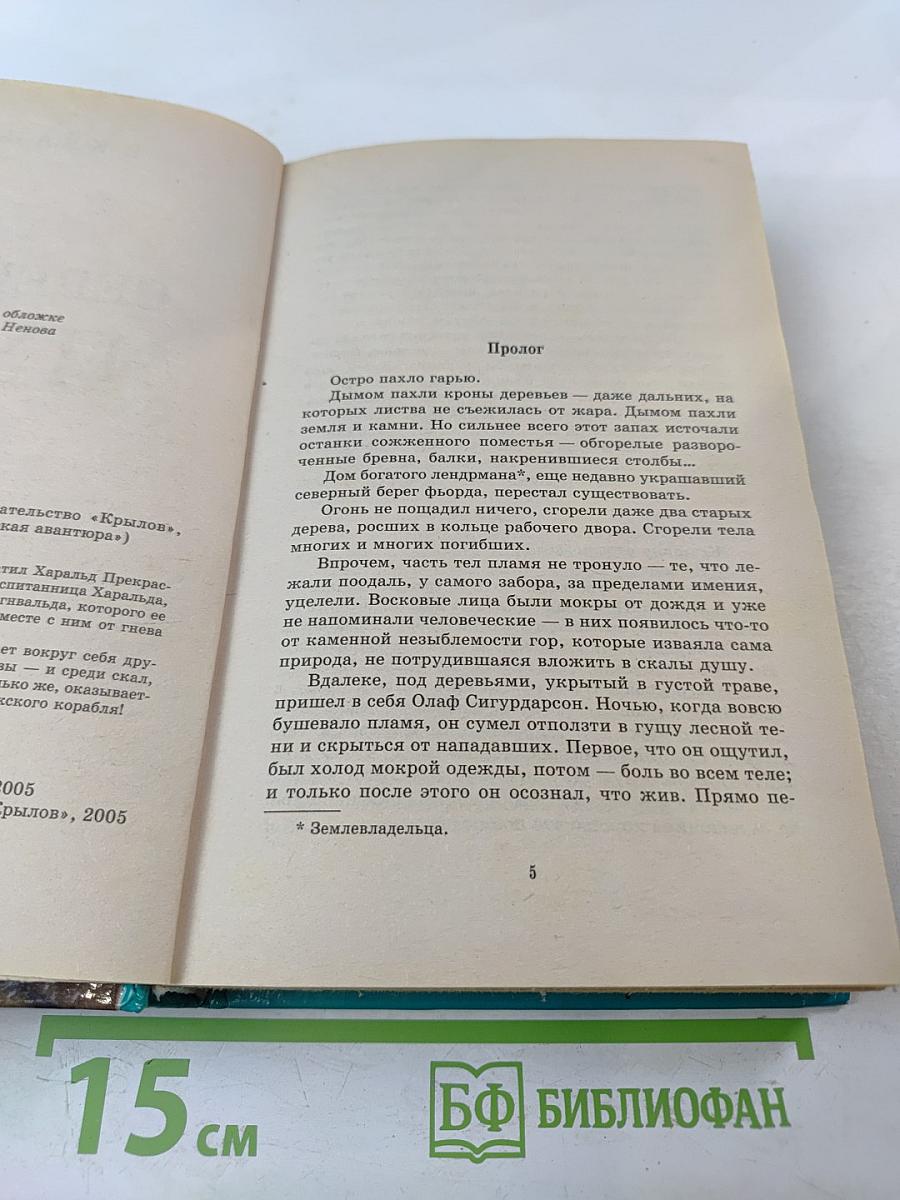 обложке
Ненова
ательство «Крылов»,
кая авантюра»)
тил Харальд Прекрас-
спитанница Харальда,
гнвальда, которого ее
месте с ним от гнева
ет вокруг себя дру-
вы — и среди скал,
лько же, оказывает-
кского корабля!
2005
Крылов», 2005
Пролог
Остро пахло гарью.
Дымом пахли кроны деревьев — даже дальних, на
которых листва не съежилась от жара. Дымом пахли
земля и камни. Но сильнее всего этот запах источали
останки сожженного поместья — обгорелые разворо-
ченные бревна, балки, накренившиеся столбы...
Дом богатого лендрмана*, еще недавно украшавший
северный берег фьорда, перестал существовать.
Огонь не пощадил ничего, сгорели даже два старых
дерева, росших в кольце рабочего двора. Сгорели тела
многих и многих погибших.
Впрочем, часть тел пламя не тронуло — те, что ле-
жали поодаль, у самого забора, за пределами имения,
уцелели. Восковые лица были мокры от дождя и уже
не напоминали человеческие — в них появилось что-то
от каменной незыблемости гор, которые изваяла сама
природа, не потрудившаяся вложить в скалы душу.
Вдалеке, под деревьями, укрытый в густой траве,
пришел в себя Олаф Сигурдарсон. Ночью, когда вовсю
бушевало пламя, он сумел отползти в гущу лесной те-
ни и скрыться от нападавших. Первое, что он ощутил,
был холод мокрой одежды, потом — боль во всем теле;
и только после этого он осознал, что жив. Прямо пе-
* Землевладельца.
5
15 см
БФ БИБЛИОФАН